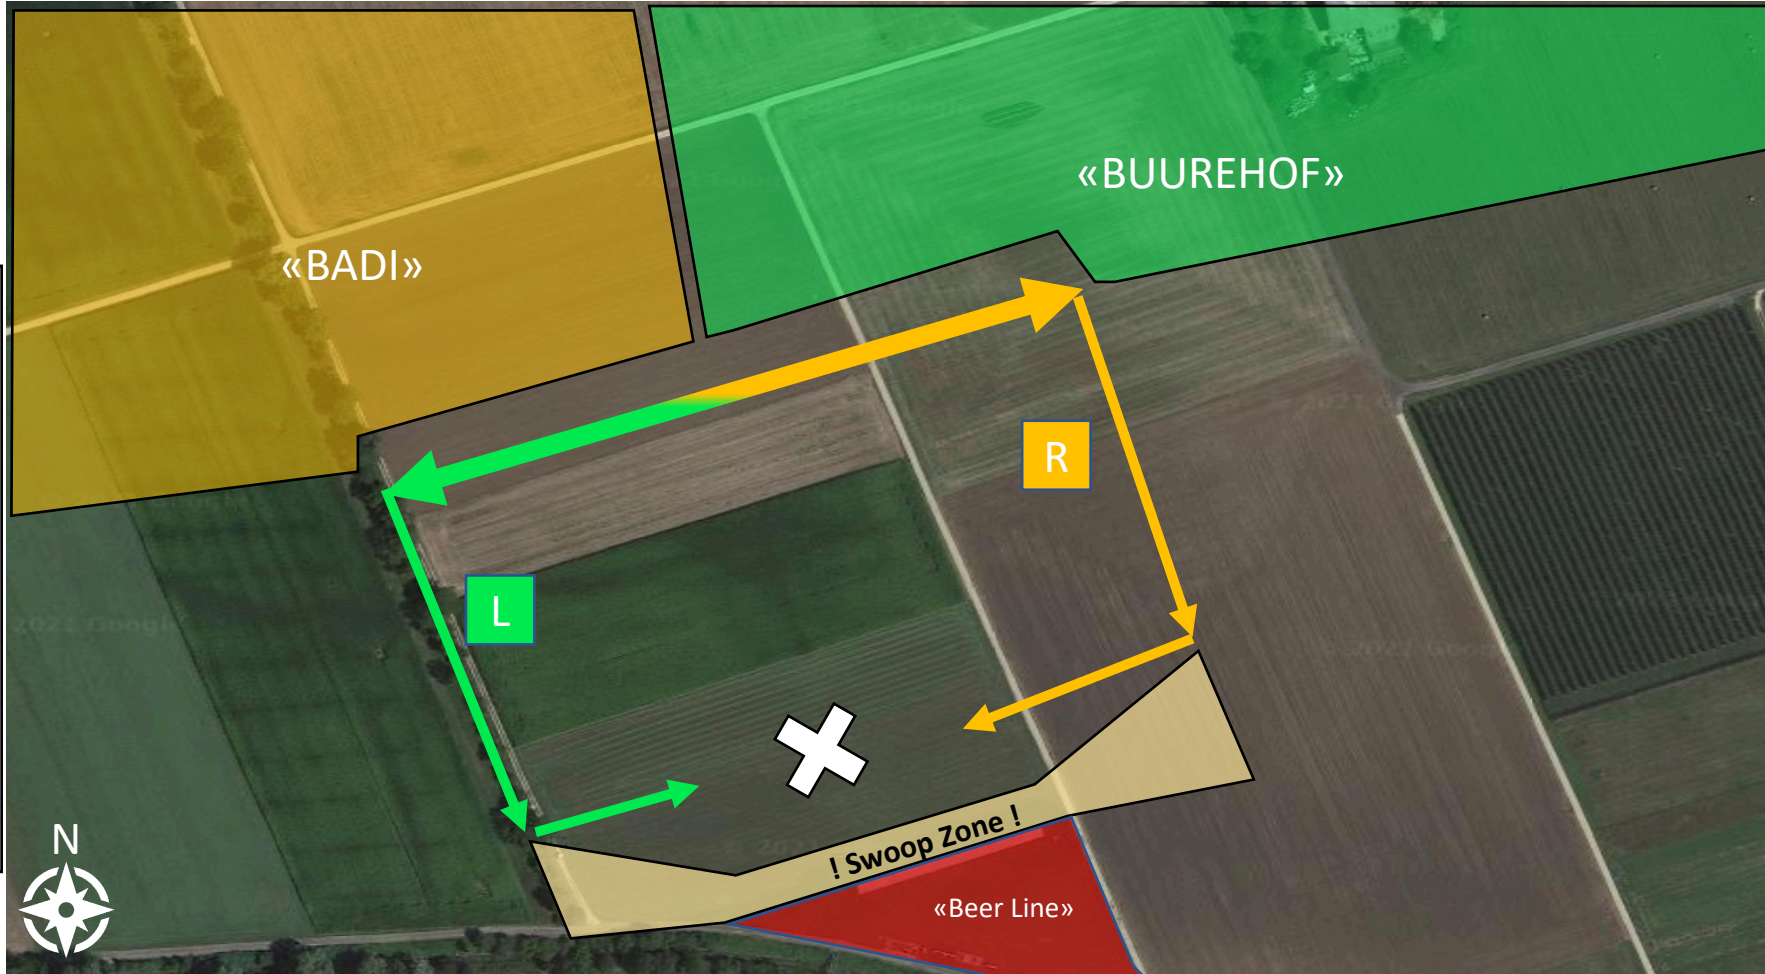 «BUUREHOF»
«BADI»
R
L
! Swoop Zone !
«Beer Line»
N